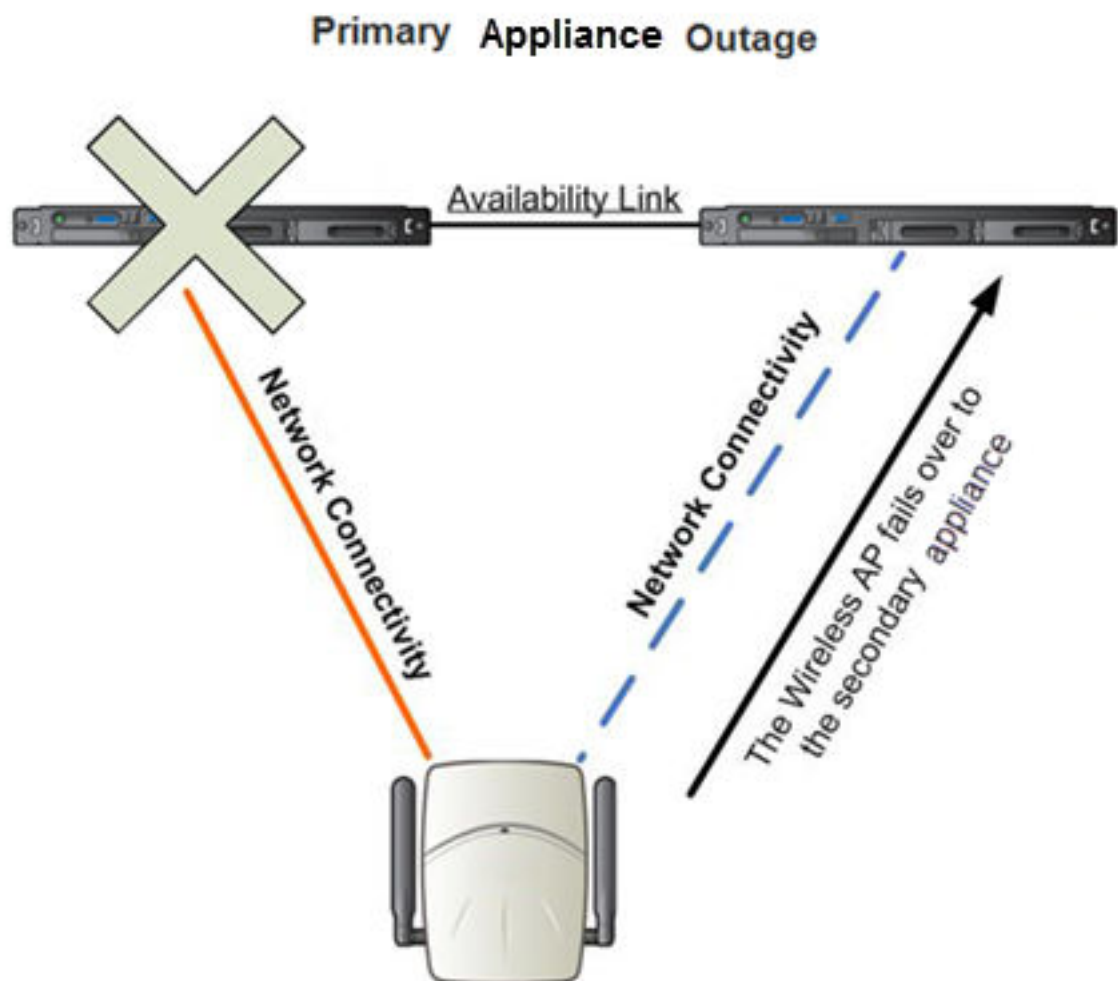 Primary Appliance Outage
Availability Link
Network Connectivity
Network Connectivity
The Wireless AP fails over to
the secondary appliance